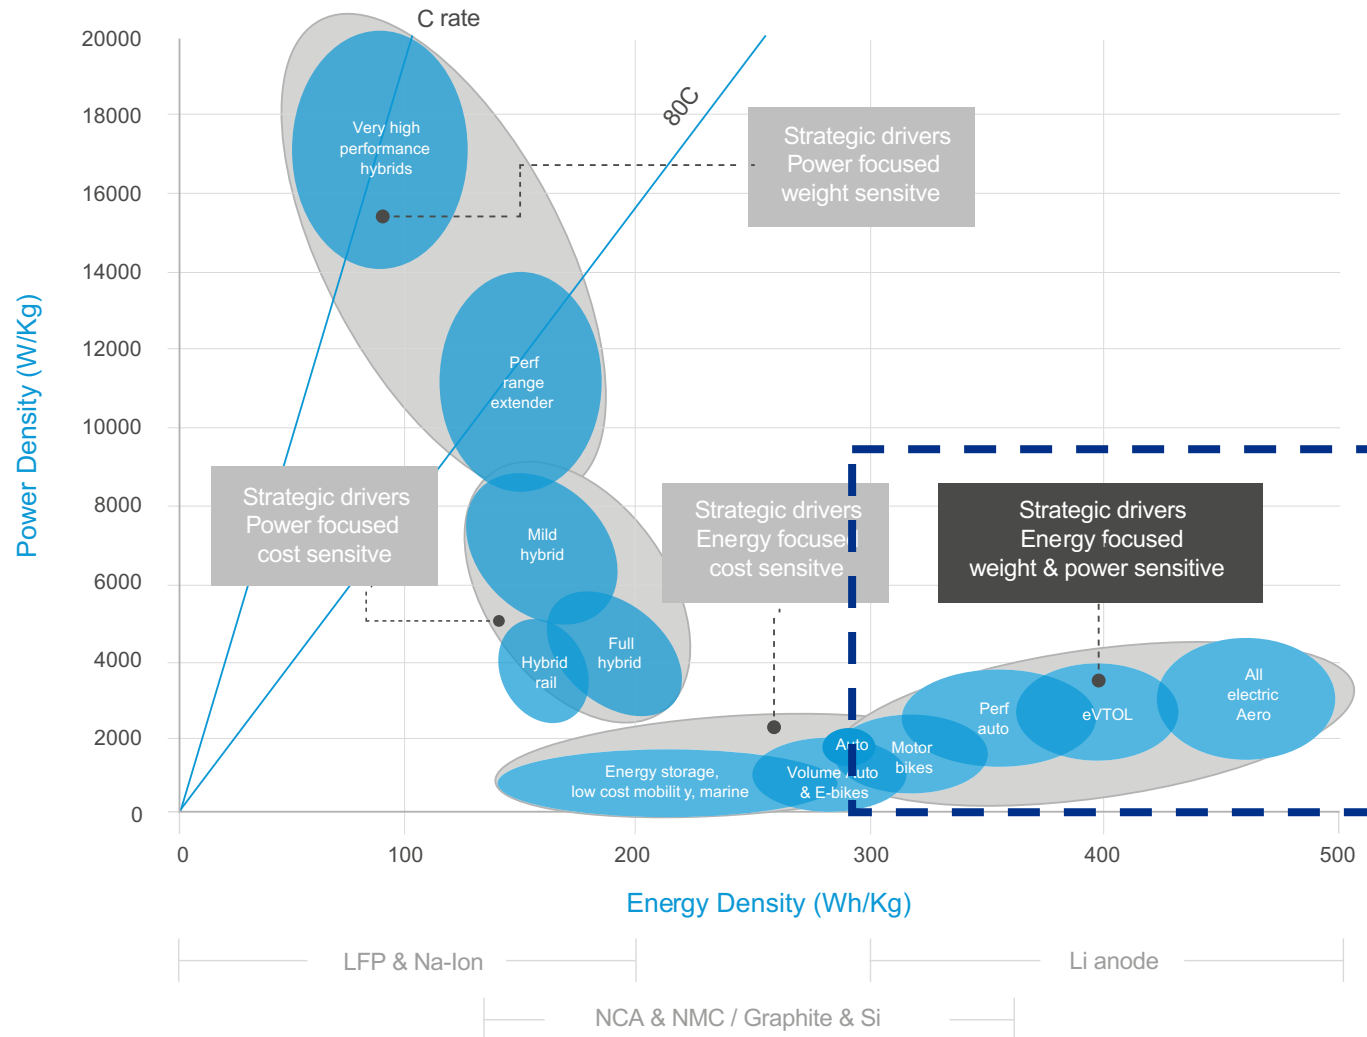 C rate
80C
20000
18000
16000
14000
12000
10000
8000
6000
4000
2000
0
Power Density (W/Kg)
Very high
performance
hybrids
Strategic drivers
Power focused
weight sensitve
Perf
range
extender
Strategic drivers
Power focused
cost sensitve
Mild
hybrid
Full
hybrid
Hybrid
rail
Strategic drivers
Energy focused
cost sensitve
Strategic drivers
Energy focused
weight & power sensitive
Energy storage,
low cost mobilit y, marine
Auto
Volume Auto
& E-bikes
Motor
bikes
Perf
auto
eVTOL
All
electric
Aero
0
100
200
300
400
500
Energy Density (Wh/Kg)
LFP & Na-Ion
Li anode
NCA & NMC / Graphite & Si